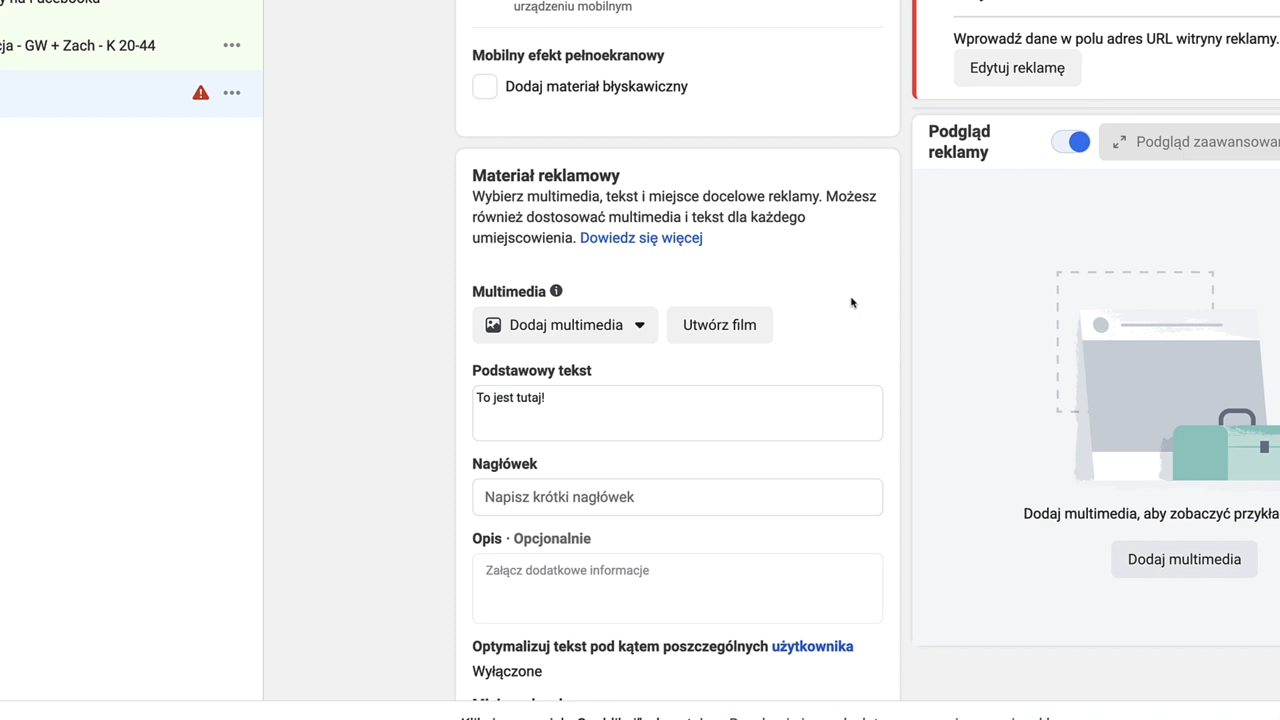 urządzeniu mobilnym
cja - GW + Zach - K 20-44
Mobilny efekt pełnoekranowy
Dodaj materiał błyskawiczny
Materiał reklamowy
Wybierz multimedia, tekst i miejsce docelowe reklamy. Możesz
również dostosować multimedia i tekst dla każdego
umiejscowienia. Dowiedz się więcej
Multimedia
Dodaj multimedia
Utwórz film
Podstawowy tekst
To jest tutaj!
Nagłówek
Napisz krótki nagłówek
Opis · Opcjonalnie
Załącz dodatkowe informacje
Optymalizuj tekst pod kątem poszczególnych użytkownika
Wyłączone
Wprowadź dane w polu adres URL witryny reklamy.
Edytuj reklamę
Podgląd
reklamy
Podgląd zaawansowan
Dodaj multimedia, aby zobaczyć przykła
Dodaj multimedia